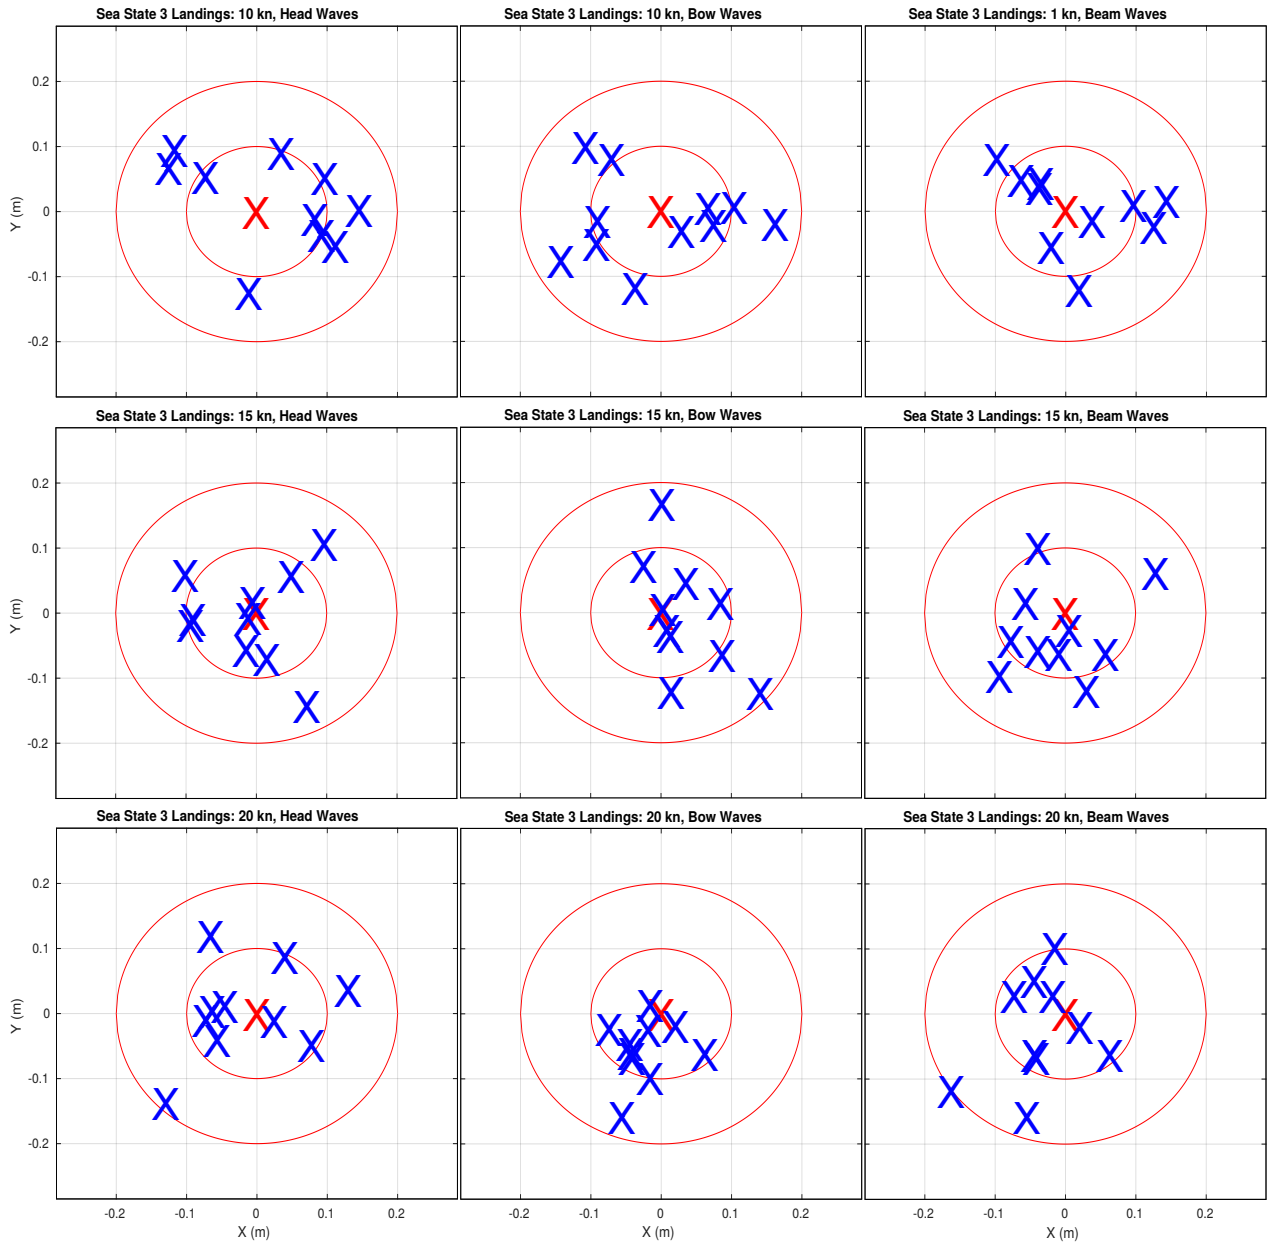 Sea State 3 Landings: 10 kn, Head Waves
Sea State 3 Landings: 10 kn, Bow Waves
Sea State 3 Landings: 1 kn, Beam Waves
0.2
0.1
0
-0.1
-0.2
Y (m)
Sea State 3 Landings: 15 kn, Head Waves
Sea State 3 Landings: 15 kn, Bow Waves
Sea State 3 Landings: 15 kn, Beam Waves
0.2
0.1
0
-0.1
-0.2
Y (m)
Sea State 3 Landings: 20 kn, Head Waves
Sea State 3 Landings: 20 kn, Bow Waves
Sea State 3 Landings: 20 kn, Beam Waves
0.2
0.1
0
-0.1
-0.2
Y (m)
-0.2 -0.1 0 0.1 0.2
X (m)
-0.2 -0.1 0 0.1 0.2
X (m)
-0.2 -0.1 0 0.1 0.2
X (m)